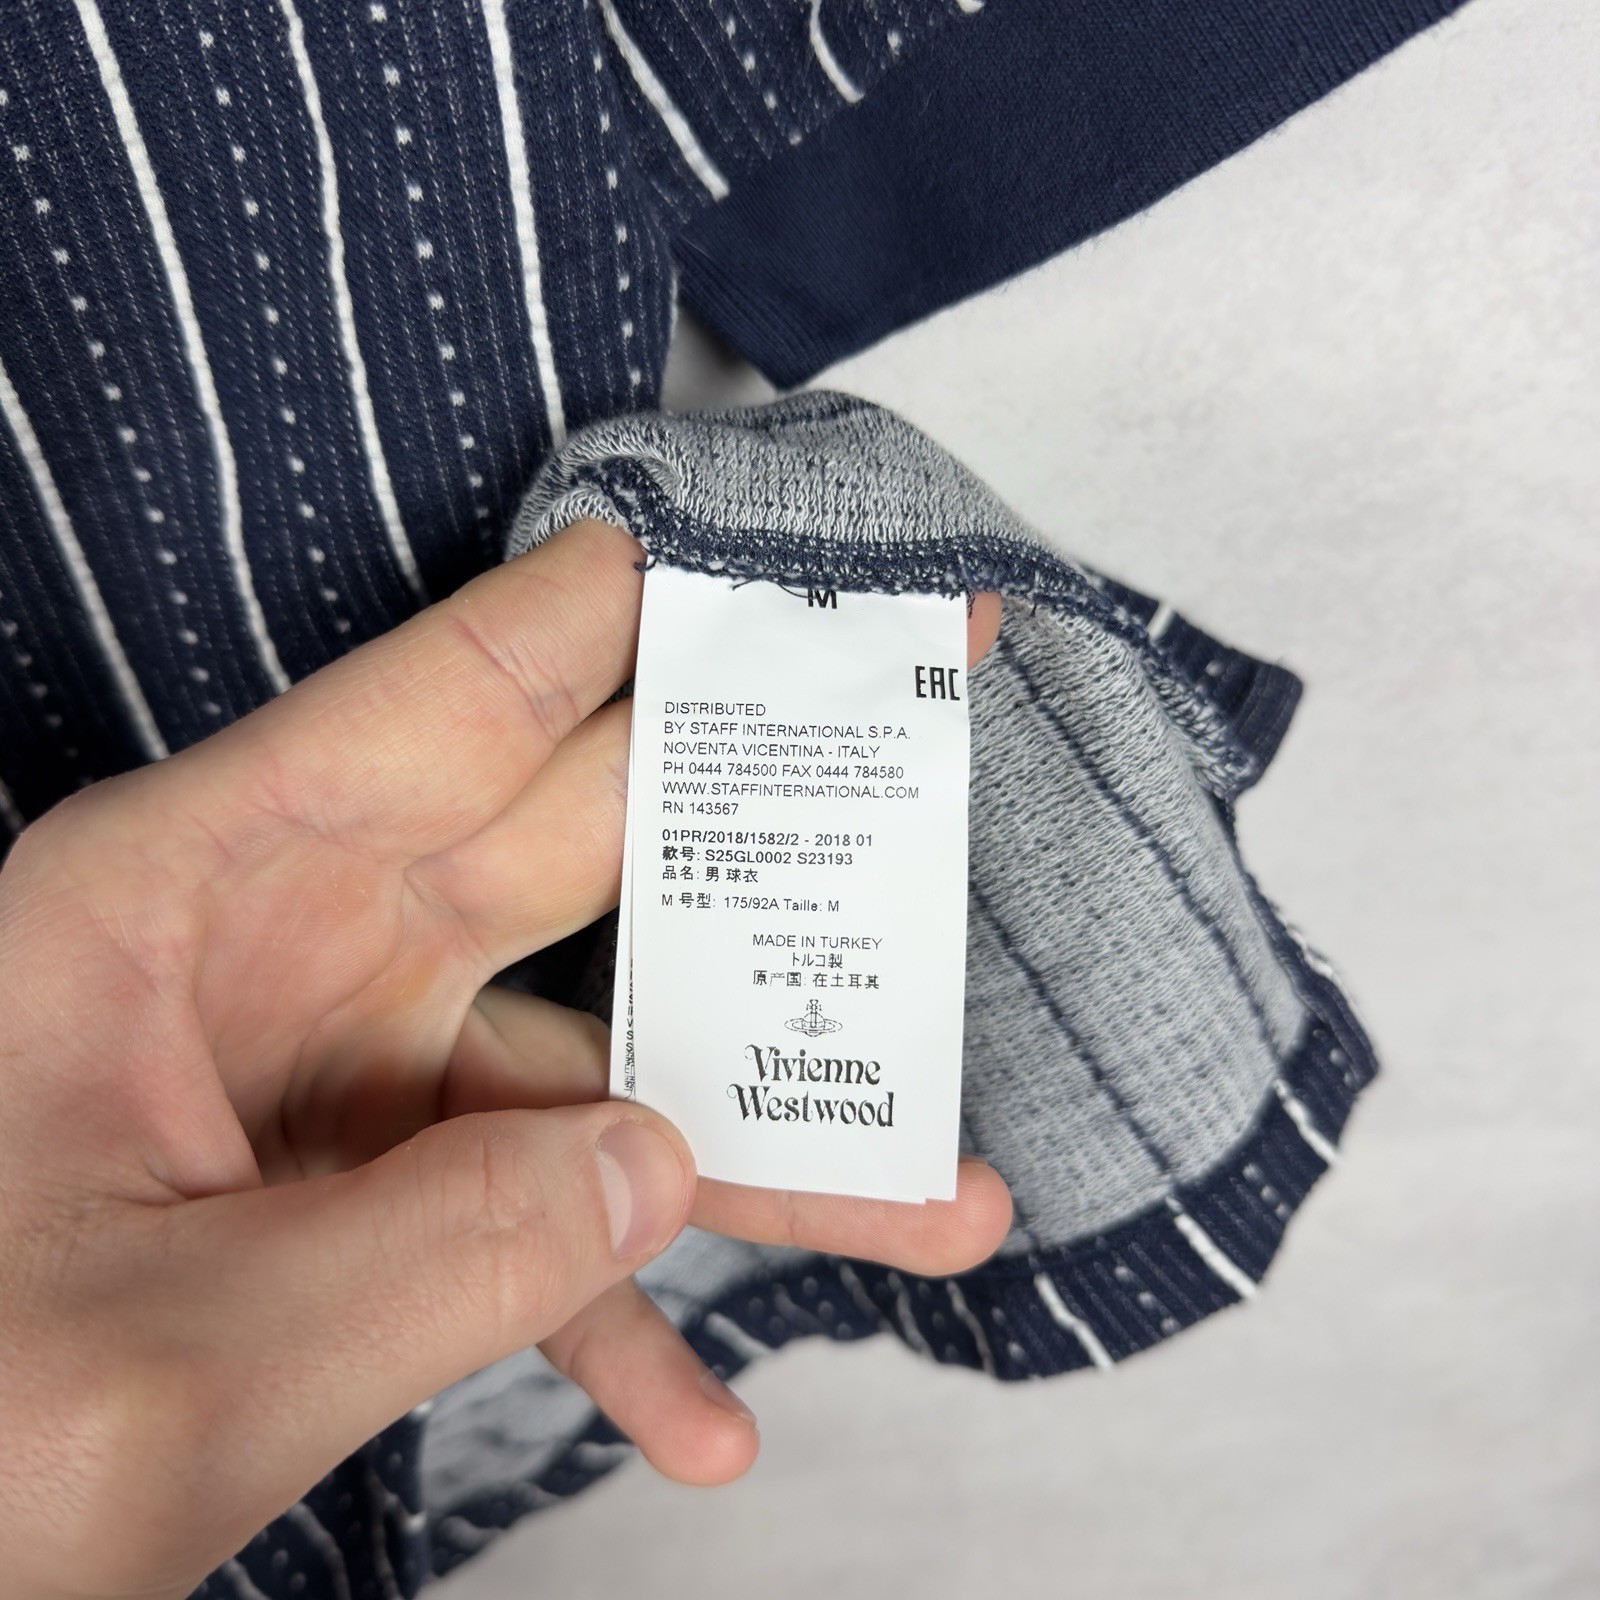 M
EAC
DISTRIBUTED
BY STAFF INTERNATIONAL S.P.A.
NOVENTA VICENTINA - ITALY
PH 0444 784500 FAX 0444 784580
WWW.STAFFINTERNATIONAL.COM
RN 143567
01PR/2018/1582/2 - 2018 01
款号: S25GL0002 S23193
品名: 男 球衣
M 号型: 175/92A Taille: M
MADE IN TURKEY
トルコ製
原产国: 在土耳其
Vivienne
Westwood